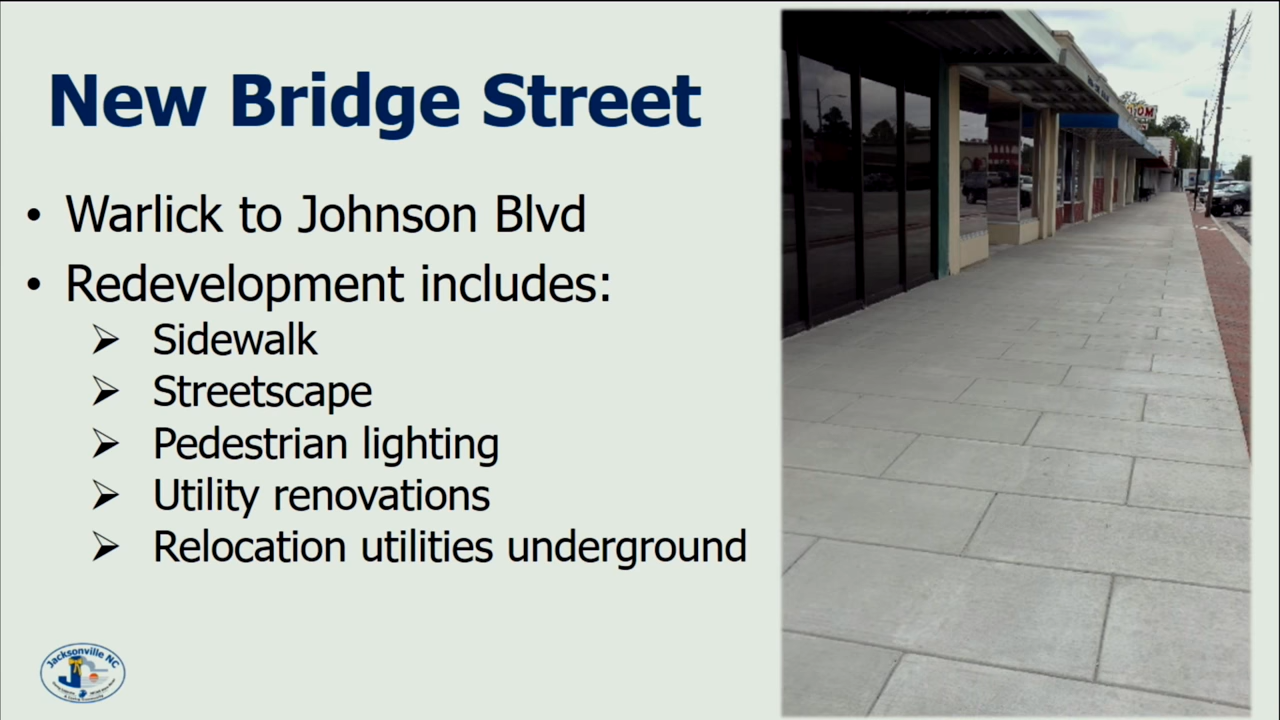 New Bridge Street
• Warlick to Johnson Blvd
• Redevelopment includes:
➢ Sidewalk
➢ Streetscape
➢ Pedestrian lighting
➢ Utility renovations
➢ Relocation utilities underground
Jacksonville NC